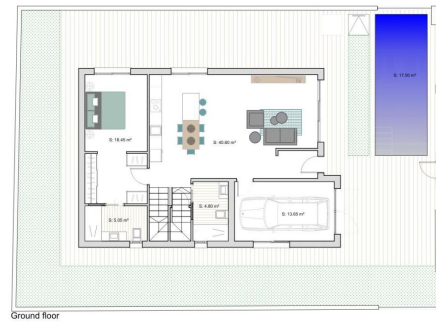 S: 17.00 m²
S: 16.45 m²
S: 40.60 m²
S: 4.60 m²
S: 5.05 m²
S: 13.65 m²
Ground floor